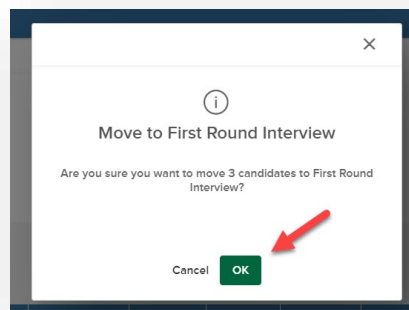 Move to First Round Interview
Are you sure you want to move 3 candidates to First Round
Interview?
Cancel OK